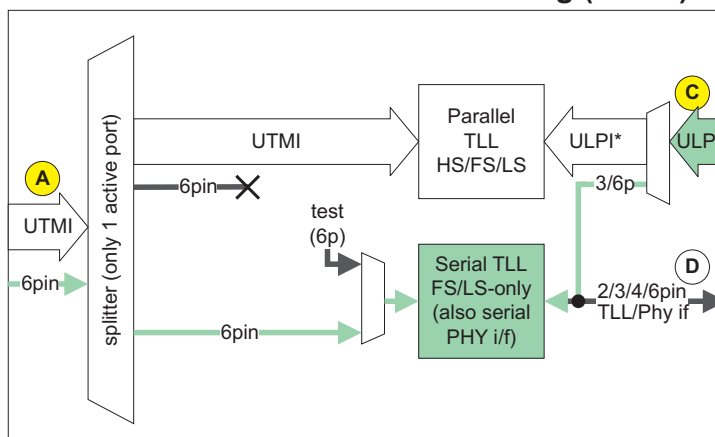 g (
)
A
UTMI
6pin
splitter (only 1 active port)
UTMI
6pin
test
(6p)
6pin
Parallel
TLL
HS/FS/LS
ULPI*
C
ULP
3/6p
Serial TLL
FS/LS-only
(also serial
PHY i/f)
D
2/3/4/6pin
TLL/Phy if